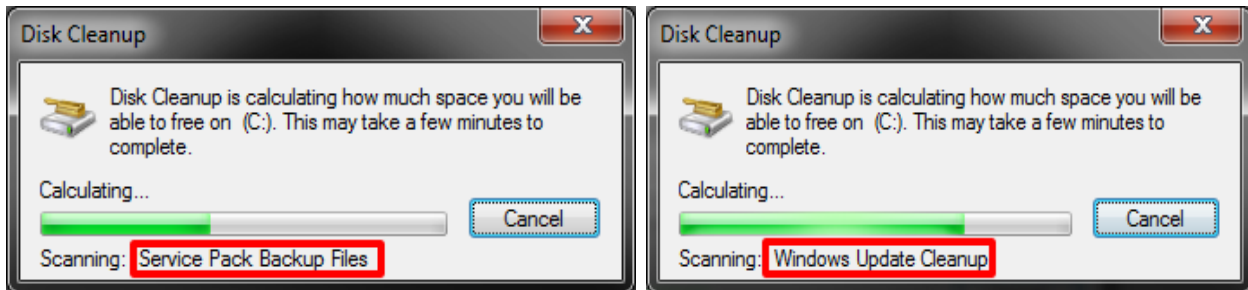 Disk Cleanup
Disk Cleanup is calculating how much space you will be
able to free on (C:). This may take a few minutes to
complete.
Calculating...
Cancel
Scanning: Service Pack Backup Files
Disk Cleanup
Disk Cleanup is calculating how much space you will be
able to free on (C:). This may take a few minutes to
complete.
Calculating...
Cancel
Scanning: Windows Update Cleanup